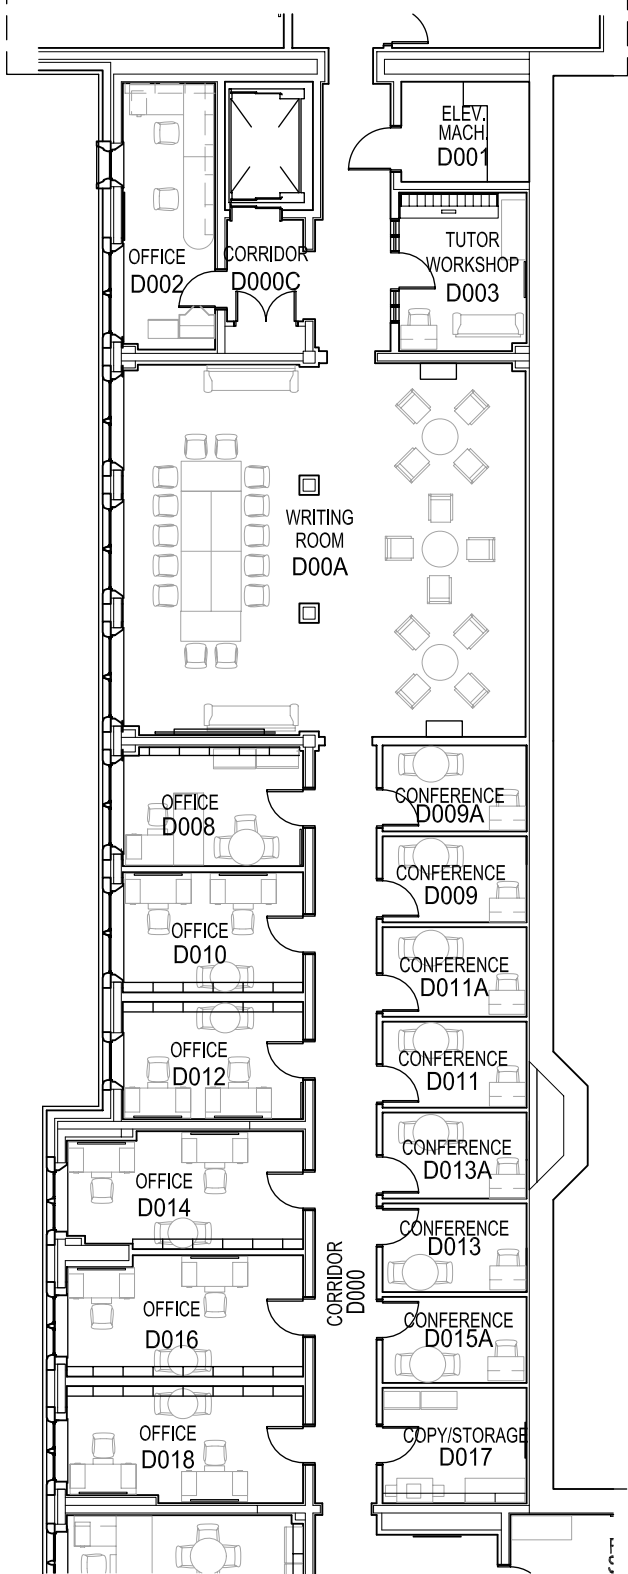 ELEV.
MACH.
D001
TUTOR
WORKSHOP
D003
OFFICE
D002
CORRIDOR
D000C
WRITING
ROOM
D00A
OFFICE
D008
CONFERENCE
D009A
CONFERENCE
D009
OFFICE
D010
CONFERENCE
D011A
OFFICE
D012
CONFERENCE
D011
CONFERENCE
D013A
OFFICE
D014
CONFERENCE
D013
CORRIDOR
D000
OFFICE
D016
CONFERENCE
D015A
OFFICE
D018
COPY/STORAGE
D017